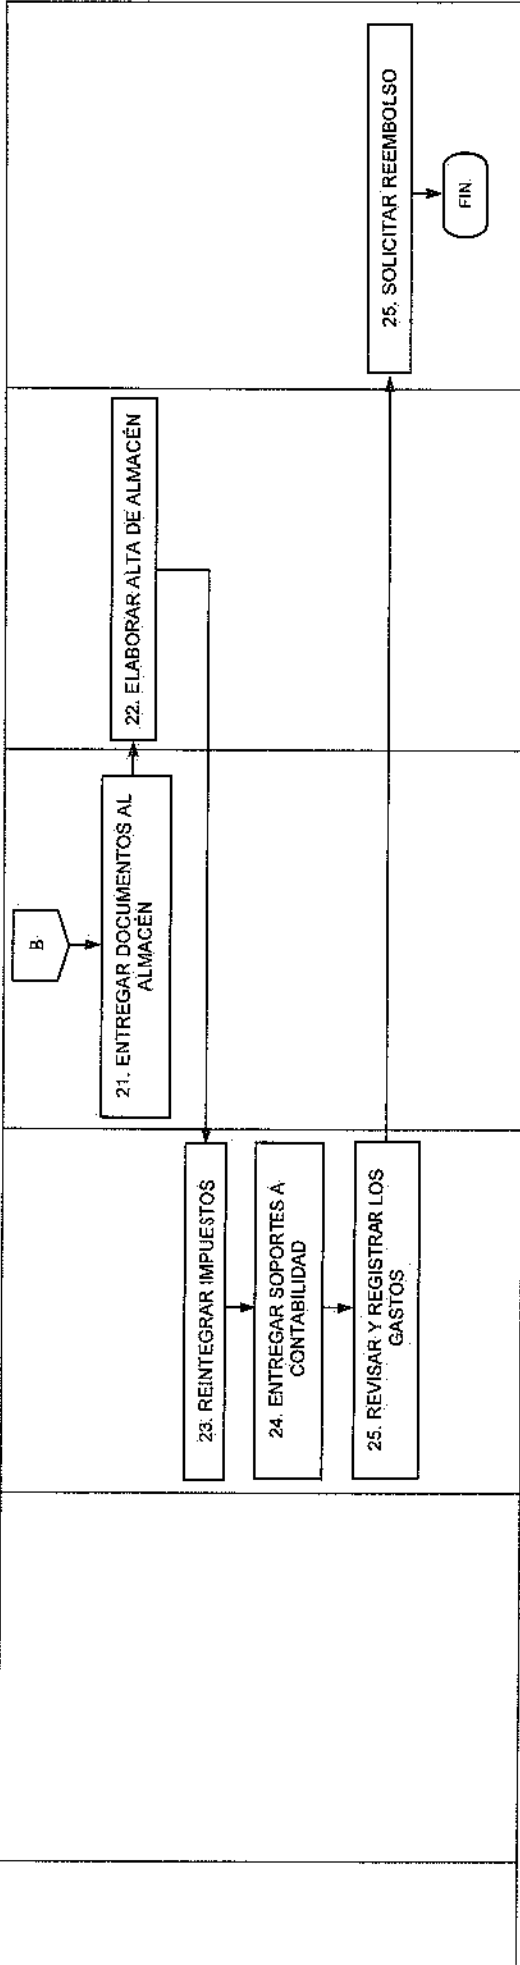 B
21. ENTREGAR DOCUMENTOS AL
ALMACÉN
22. ELABORAR ALTA DE ALMACÉN
23. REINTEGRAR IMPUESTOS
24. ENTREGAR SOPORTES A
CONTABILIDAD
25. REVISAR Y REGISTRAR LOS
GASTOS
25. SOLICITAR REEMBOLSO
FIN